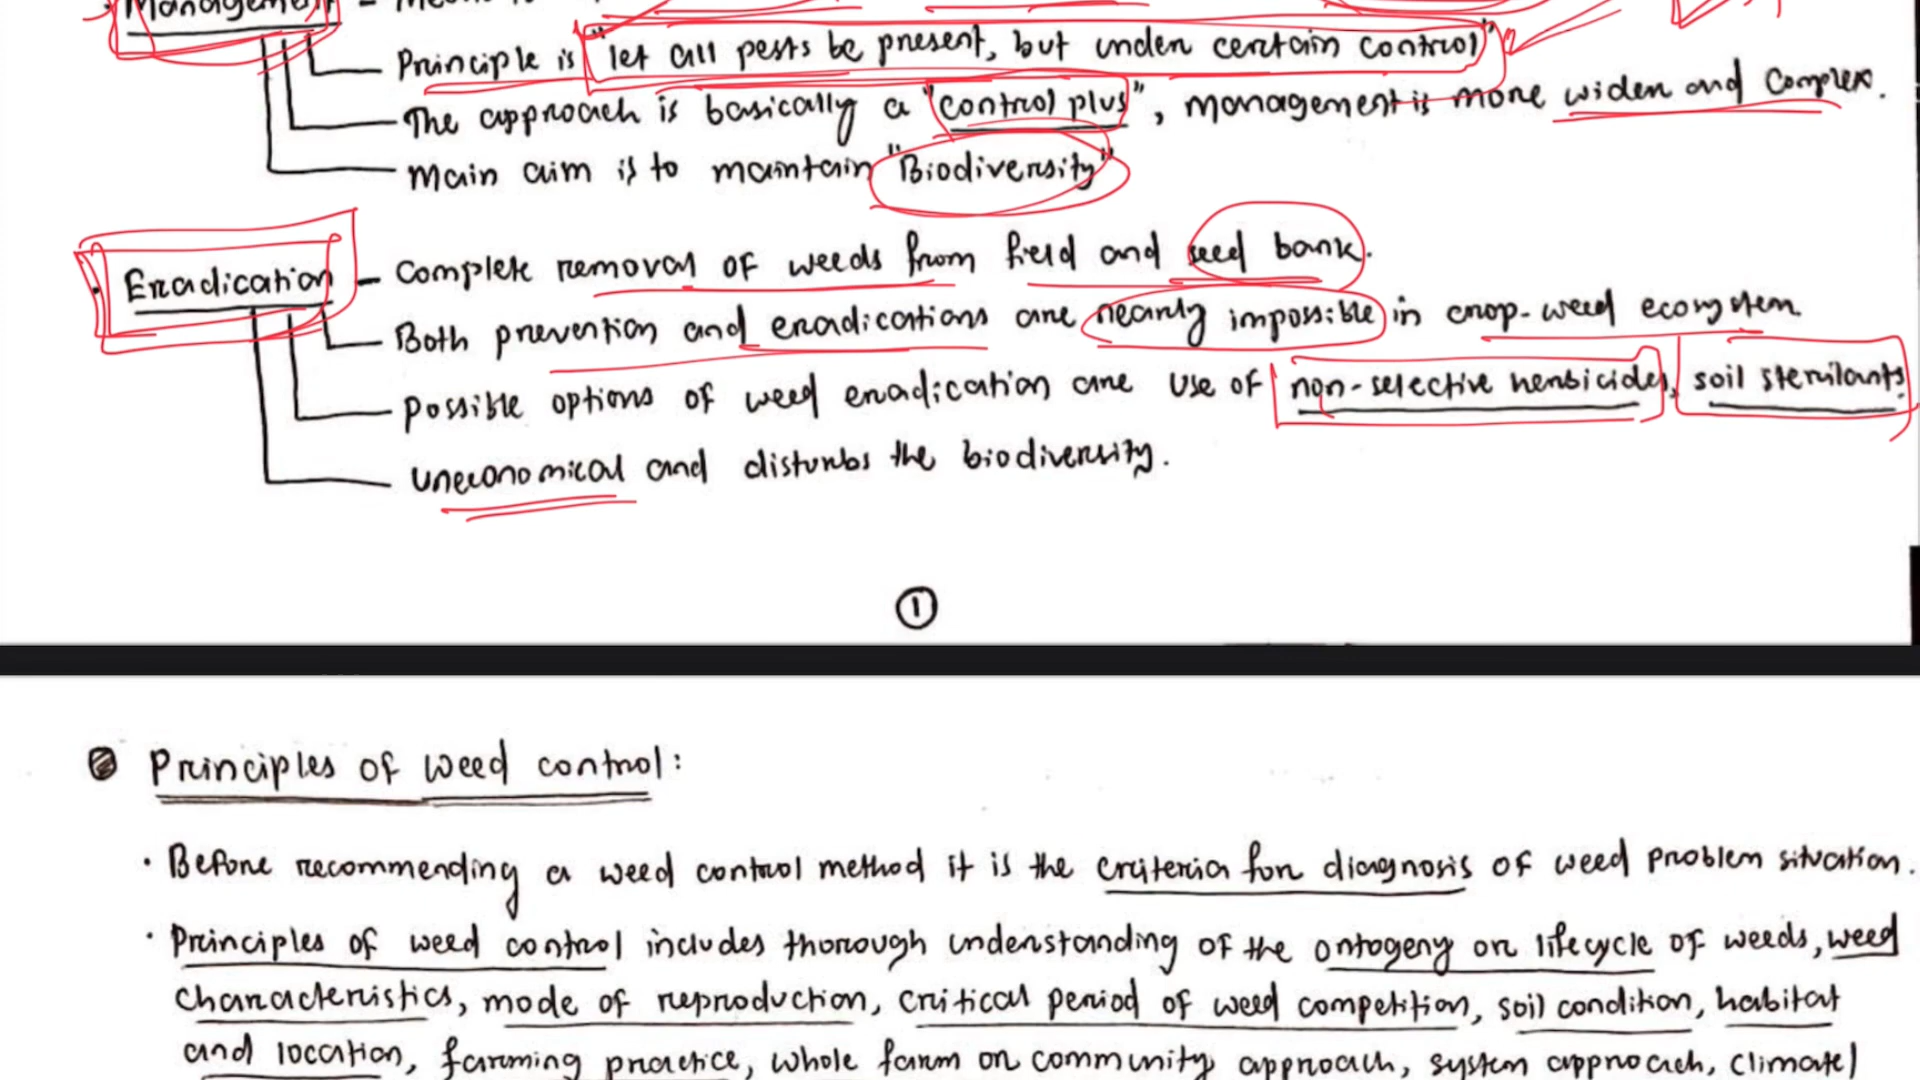 Management -
Principle is "let all pests be present, but under certain control"
The approach is basically a "control plus", management is more wider and complex.
Main aim is to maintain "Biodiversity"
Eradication - Complete removal of weeds from field and seed bank.
Both prevention and eradications are nearly impossible in crop-weed ecosystem.
Possible options of weed eradication are use of non-selective herbicides, soil sterilants.
Uneconomical and disturbs the biodiversity.
1
Principles of weed control:
· Before recommending a weed control method it is the criteria for diagnosis of weed problem situation.
· Principles of weed control includes thorough understanding of the ontogeny or lifecycle of weeds, weed
characteristics, mode of reproduction, critical period of weed competition, soil condition, habitat
and location, farming practice, whole farm or community approach, system approach, climate/